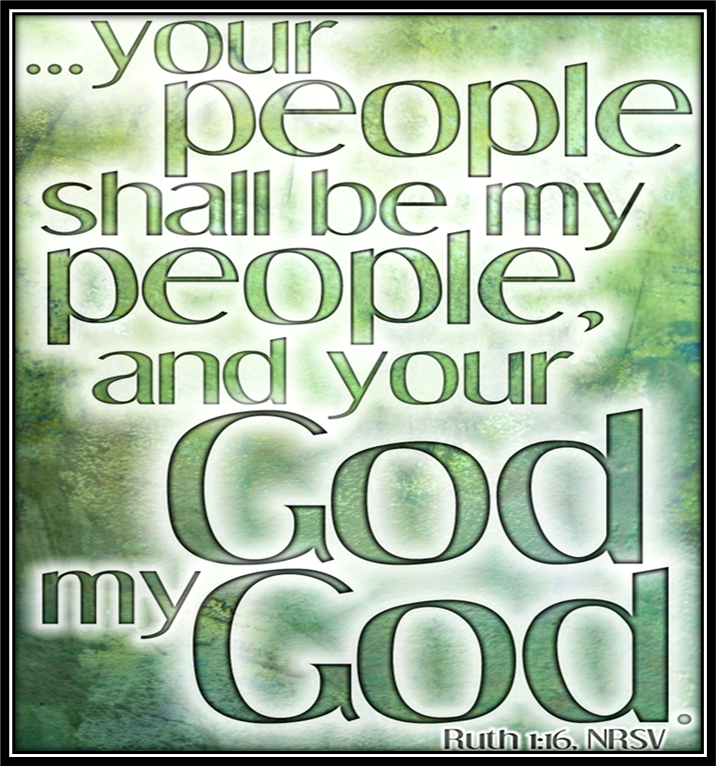 ...your
people
shall be my
people,
and your
God
my God.
Ruth 1:16, NRSV